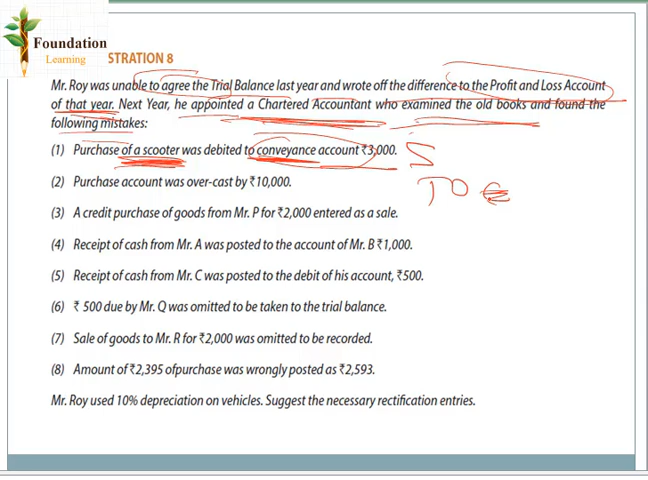 Foundation
Learning
STRATION 8
Mr. Roy was unable to agree the Trial Balance last year and wrote off the difference to the Profit and Loss Account
of that year. Next Year, he appointed a Chartered Accountant who examined the old books and found the
following mistakes:
(1) Purchase of a scooter was debited to conveyance account ₹3,000.
(2) Purchase account was over-cast by ₹10,000.
(3) A credit purchase of goods from Mr. P for ₹2,000 entered as a sale.
(4) Receipt of cash from Mr. A was posted to the account of Mr. B ₹1,000.
(5) Receipt of cash from Mr. C was posted to the debit of his account, ₹500.
(6) ₹ 500 due by Mr. Q was omitted to be taken to the trial balance.
(7) Sale of goods to Mr. R for ₹2,000 was omitted to be recorded.
(8) Amount of ₹2,395 ofpurchase was wrongly posted as ₹2,593.
Mr. Roy used 10% depreciation on vehicles. Suggest the necessary rectification entries.